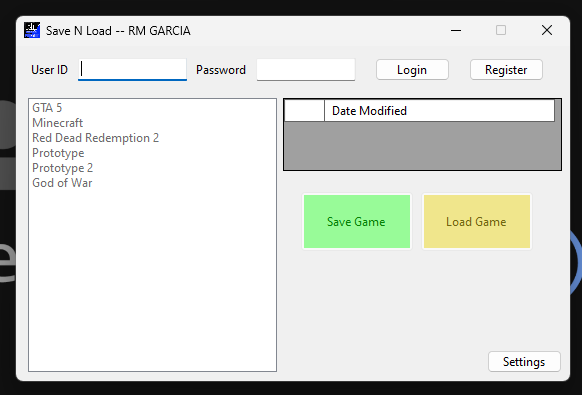 Save N Load -- RM GARCIA
User ID Password Login Register
GTA 5
Minecraft
Red Dead Redemption 2
Prototype
Prototype 2
God of War
Date Modified
Save Game Load Game
Settings